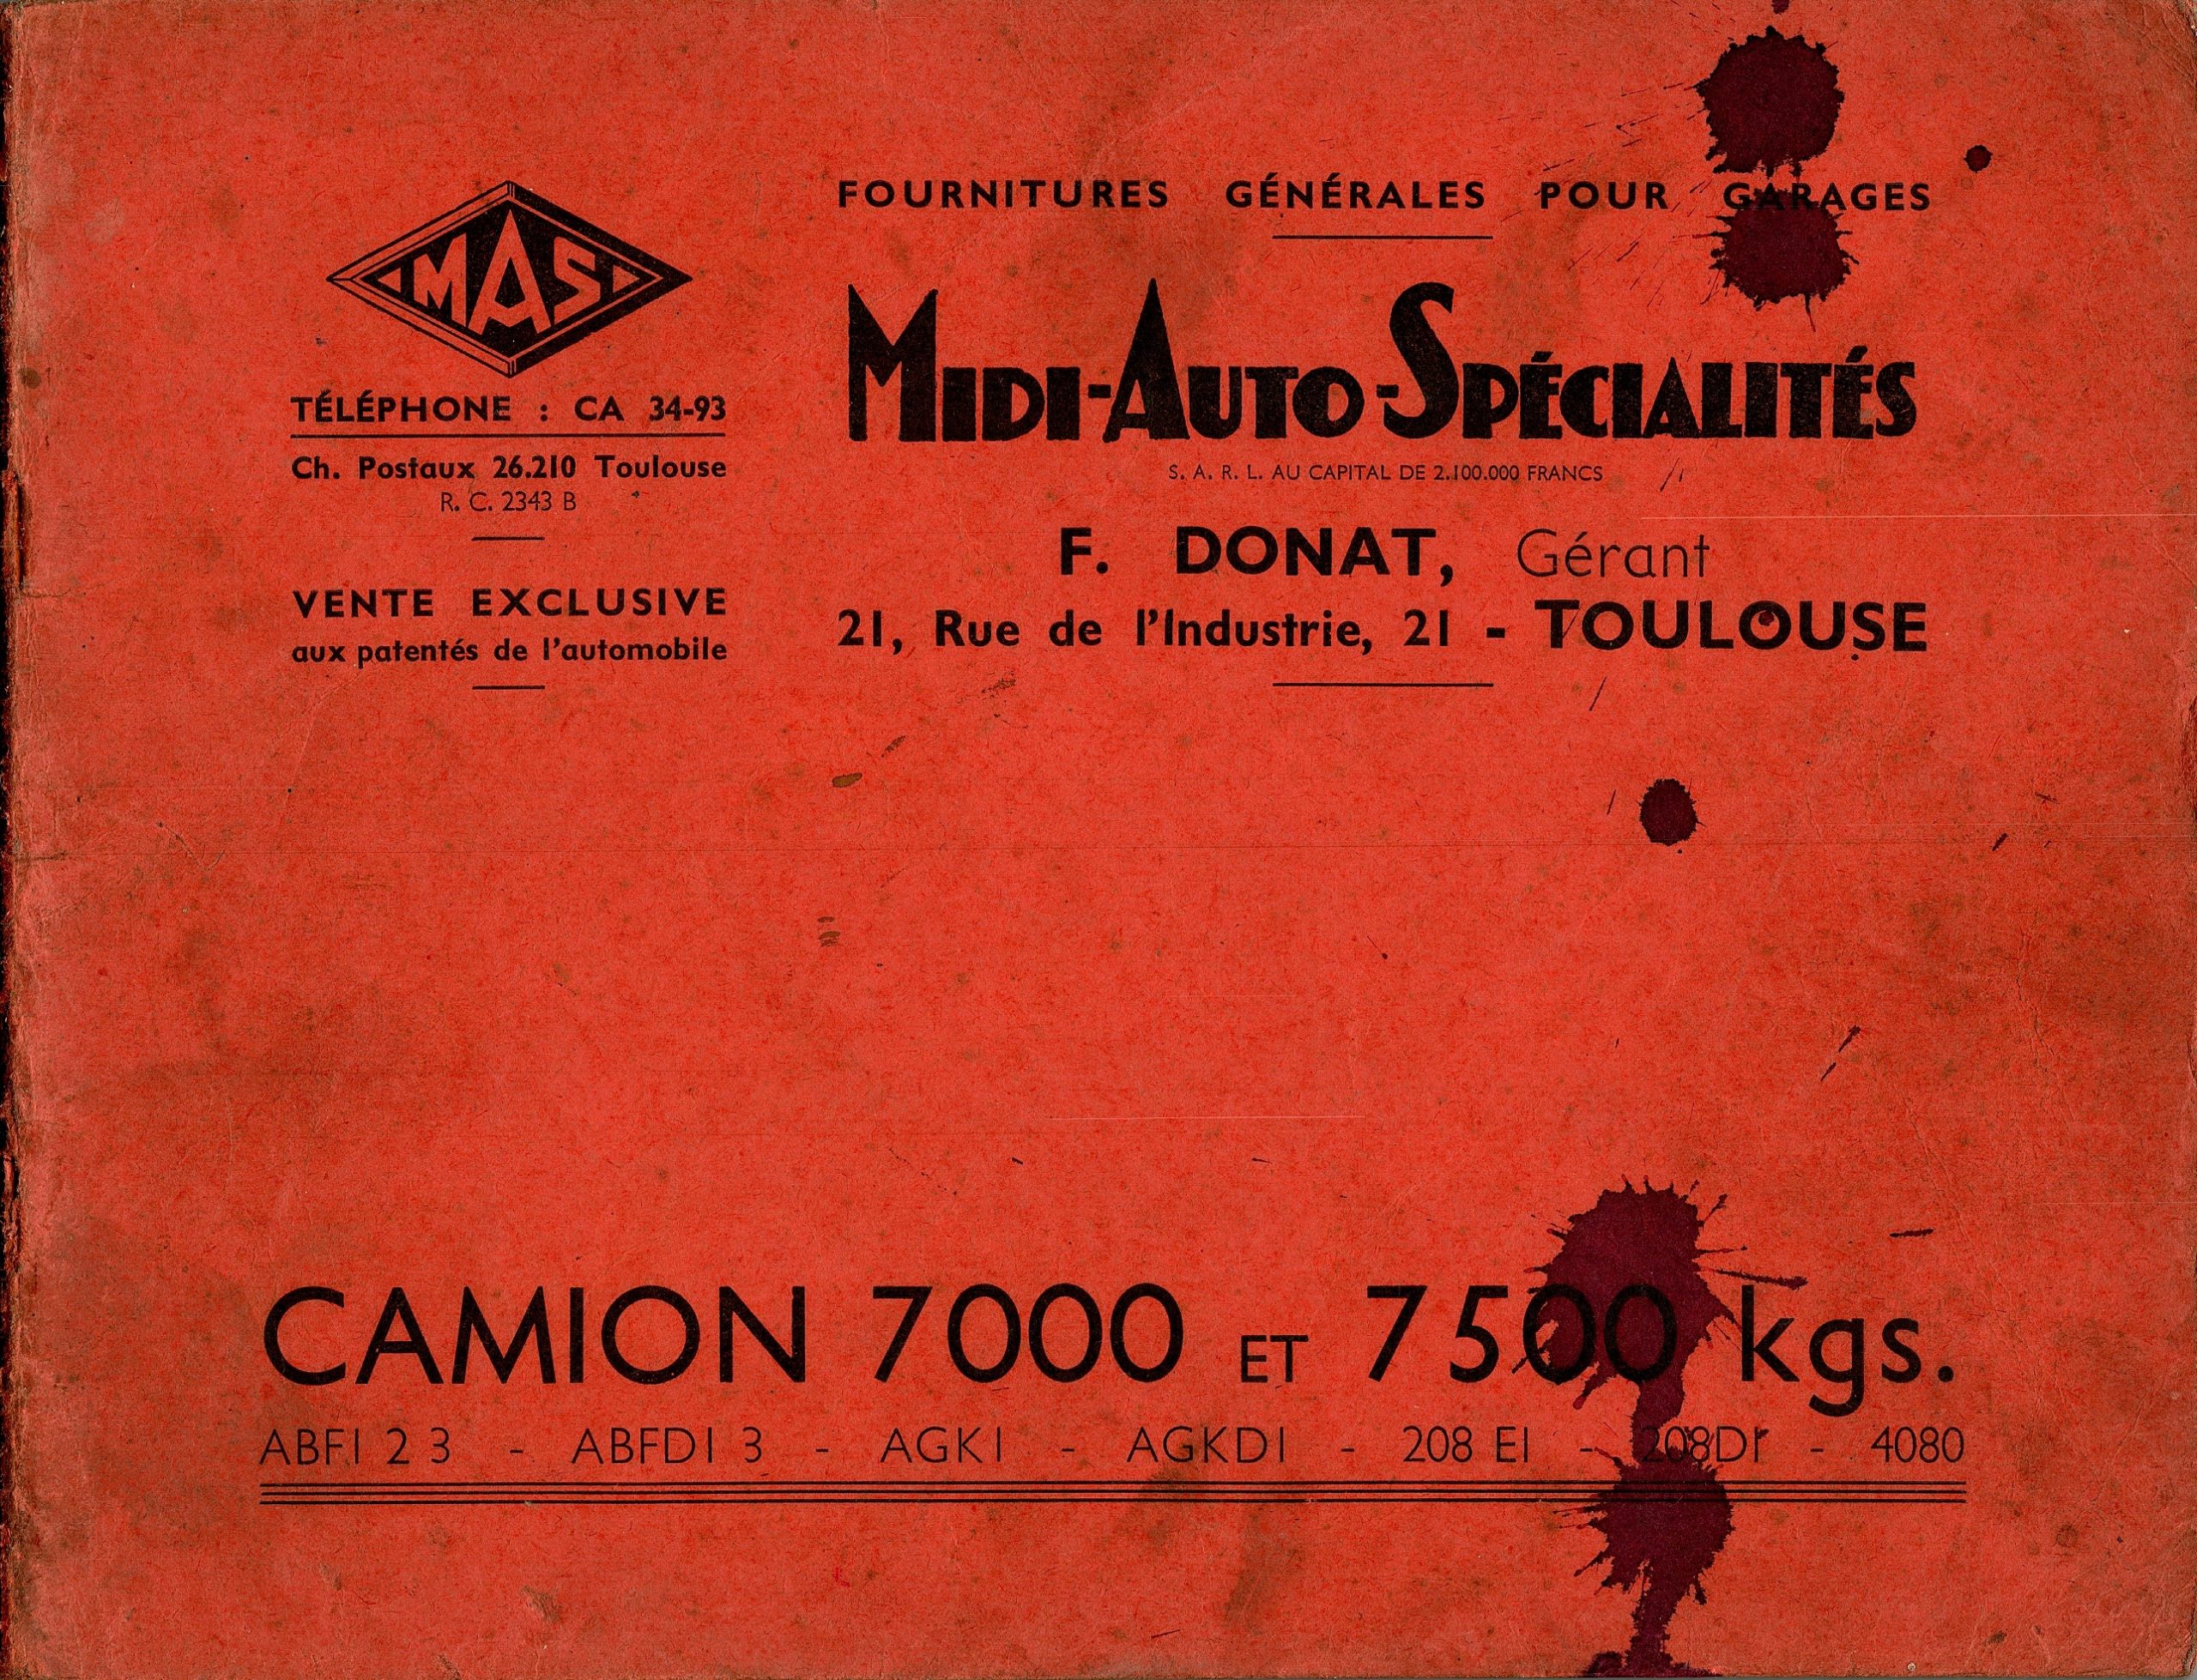 MAS
TÉLÉPHONE : CA 34-93
Ch. Postaux 26.210 Toulouse
R. C. 2343 B
VENTE EXCLUSIVE
aux patentés de l'automobile
FOURNITURES GÉNÉRALES POUR GARAGES
MIDI-AUTO-SPÉCIALITÉS
S. A. R. L. AU CAPITAL DE 2.100.000 FRANCS
F. DONAT, Gérant
21, Rue de l'Industrie, 21 - TOULOUSE
CAMION 7000 ET 7500 kgs.
ABFI 2 3 - ABFDI 3 - AGKI - AGKDI - 208 EI - 208DI - 4080